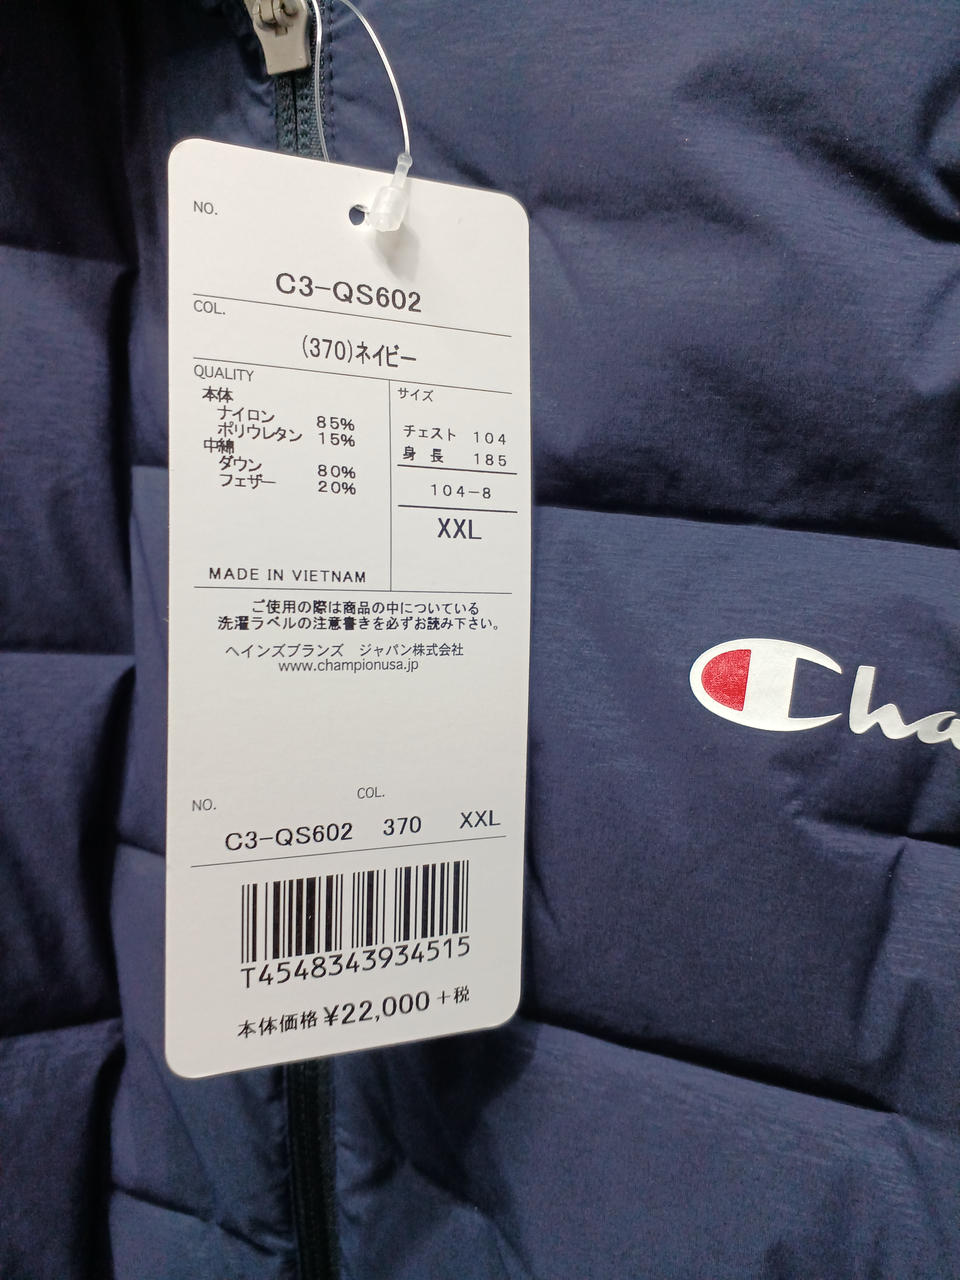 NO.
C3-QS602
COL.
(370)ネイビー
QUALITY
本体
ナイロン 85%
ポリウレタン 15%
中綿
ダウン 80%
フェザー 20%
MADE IN VIETNAM
サイズ
チェスト 104
身 長 185
104-8
XXL
ご使用の際は商品の中についている
洗濯ラベルの注意書きを必ずお読み下さい。
ヘインズブランズ ジャパン株式会社
www.championusa.jp
NO. COL.
C3-QS602 370 XXL
T4548343934515
本体価格 ¥22,000 +税
Cha